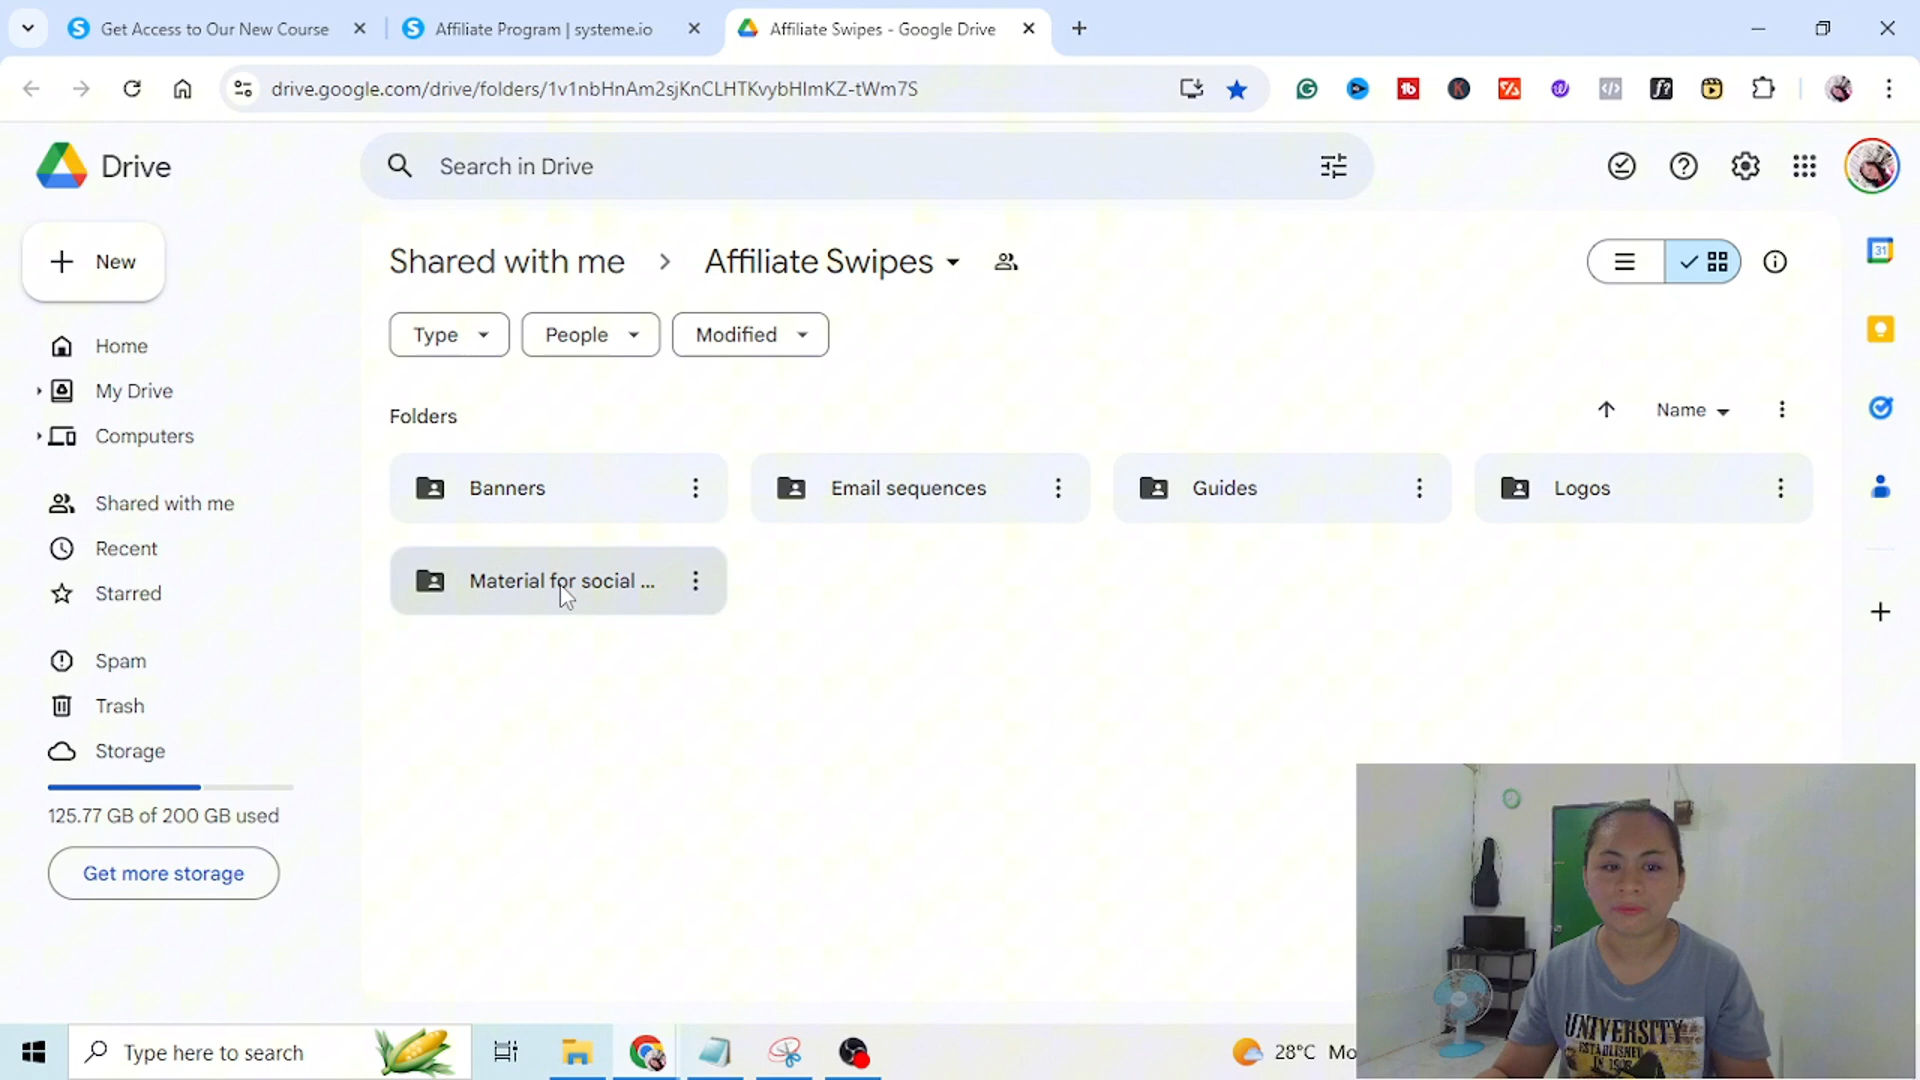 Get Access to Our New Course
Affiliate Program | systeme.io
Affiliate Swipes - Google Drive
drive.google.com/drive/folders/1v1nbHnAm2sjKnCLHTKvybHlmKZ-tWm7S
Drive
Search in Drive
New
Shared with me > Affiliate Swipes
Type
People
Modified
Home
My Drive
Computers
Shared with me
Recent
Starred
Spam
Trash
Storage
125.77 GB of 200 GB used
Get more storage
Folders
Name
Banners
Email sequences
Guides
Logos
Material for social ...
31
Type here to search
28°C Mo
UNIVERSITY
ESTABLISHED